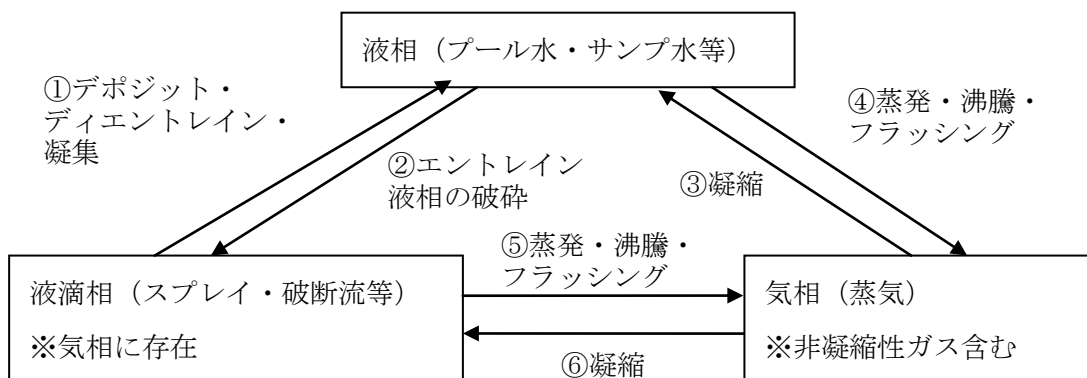 液相（プール水・サンプ水等）
①デポジット・
ディエントレイン・
凝集
②エントレイン
液相の破砕
③凝縮
④蒸発・沸騰・
フラッシング
⑤蒸発・沸騰・
フラッシング
液滴相（スプレイ・破断流等）
※気相に存在
気相（蒸気）
※非凝縮性ガス含む
⑥凝縮